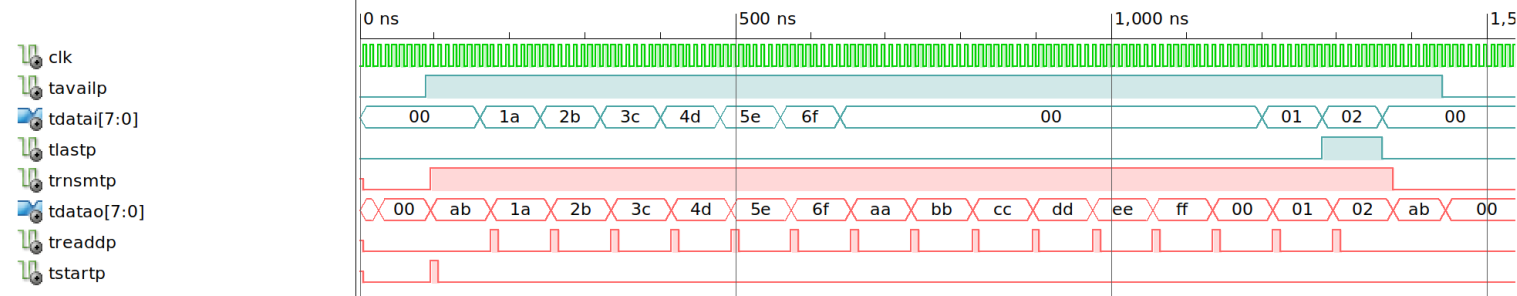 0 ns 500 ns 1,000 ns 1,5
clk
tavailp
tdatai[7:0] 00 1a 2b 3c 4d 5e 6f 00 01 02 00
tlastp
trnsmtp
tdatao[7:0] 00 ab 1a 2b 3c 4d 5e 6f aa bb cc dd ee ff 00 01 02 ab 00
treaddp
tstartp